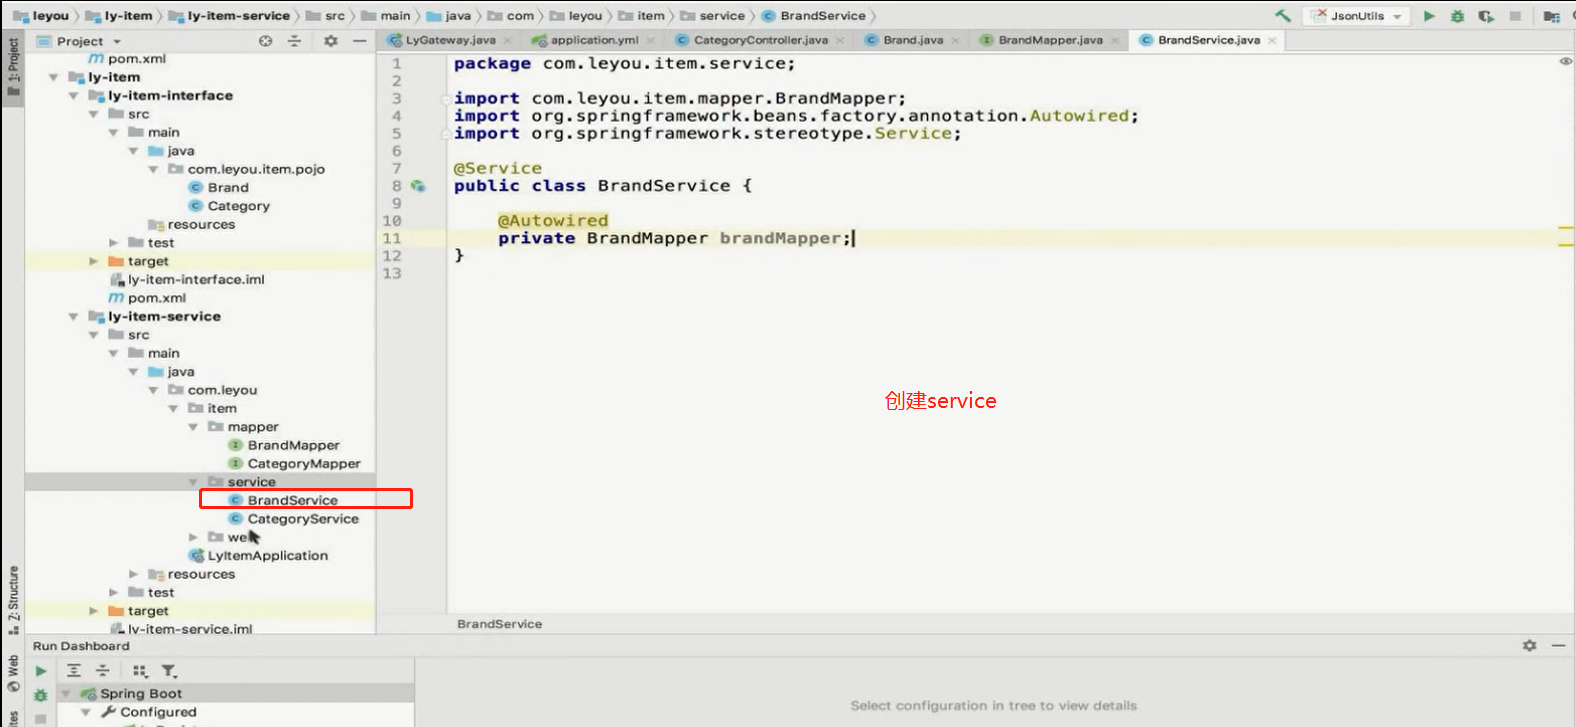 leyou ly-item ly-item-service src main java com leyou item service BrandService
JsonUtils
1: Project
Project
LyGateway.java application.yml CategoryController.java Brand.java BrandMapper.java BrandService.java
pom.xml
ly-item
ly-item-interface
src
main
java
com.leyou.item.pojo
Brand
Category
resources
test
target
ly-item-interface.iml
pom.xml
ly-item-service
src
main
java
com.leyou
item
mapper
BrandMapper
CategoryMapper
service
BrandService
CategoryService
we
LyItemApplication
resources
test
target
ly-item-service.iml
1 package com.leyou.item.service;
2
3 import com.leyou.item.mapper.BrandMapper;
4 import org.springframework.beans.factory.annotation.Autowired;
5 import org.springframework.stereotype.Service;
6
7 @Service
8 public class BrandService {
9
10 @Autowired
11 private BrandMapper brandMapper;
12 }
13
创建service
BrandService
Z: Structure
Web
Run Dashboard
Spring Boot
Configured
Select configuration in tree to view details